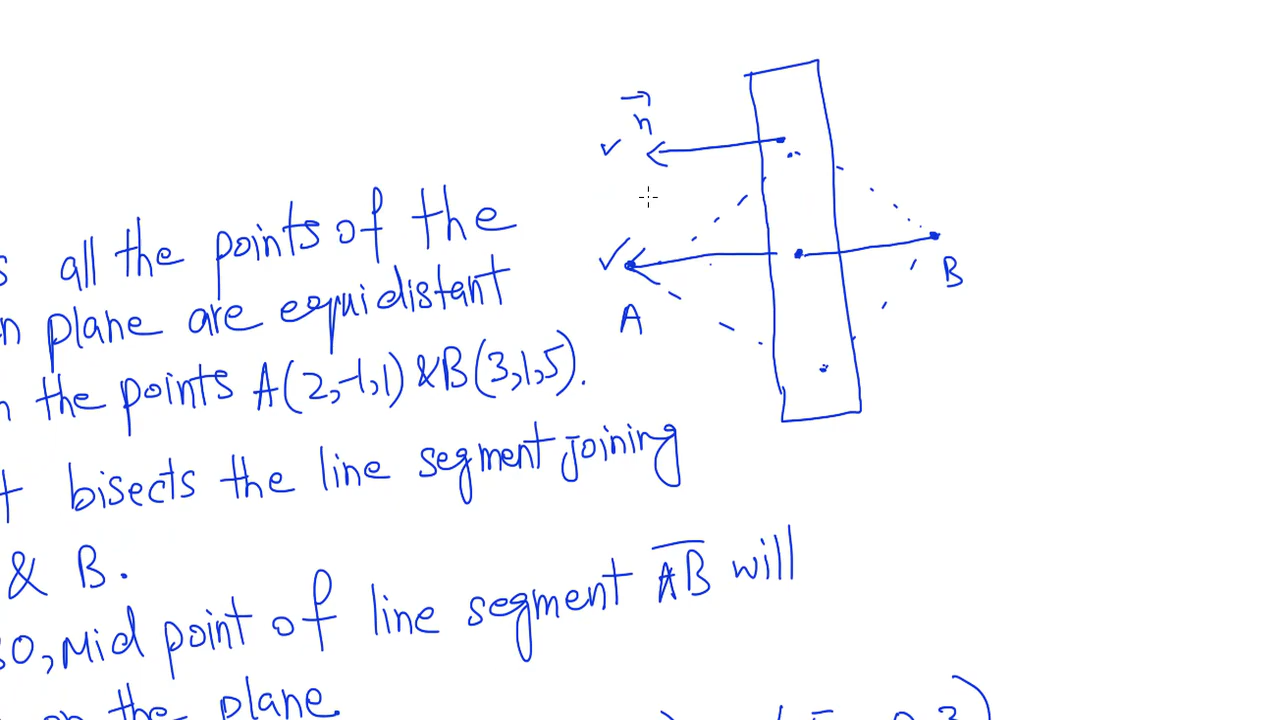 n
s all the points of the
n plane are equidistant
n the points A(2,-1,1) & B(3,1,5).
A
B
t bisects the line segment joining
& B.
so, Mid point of line segment AB will
on the plane